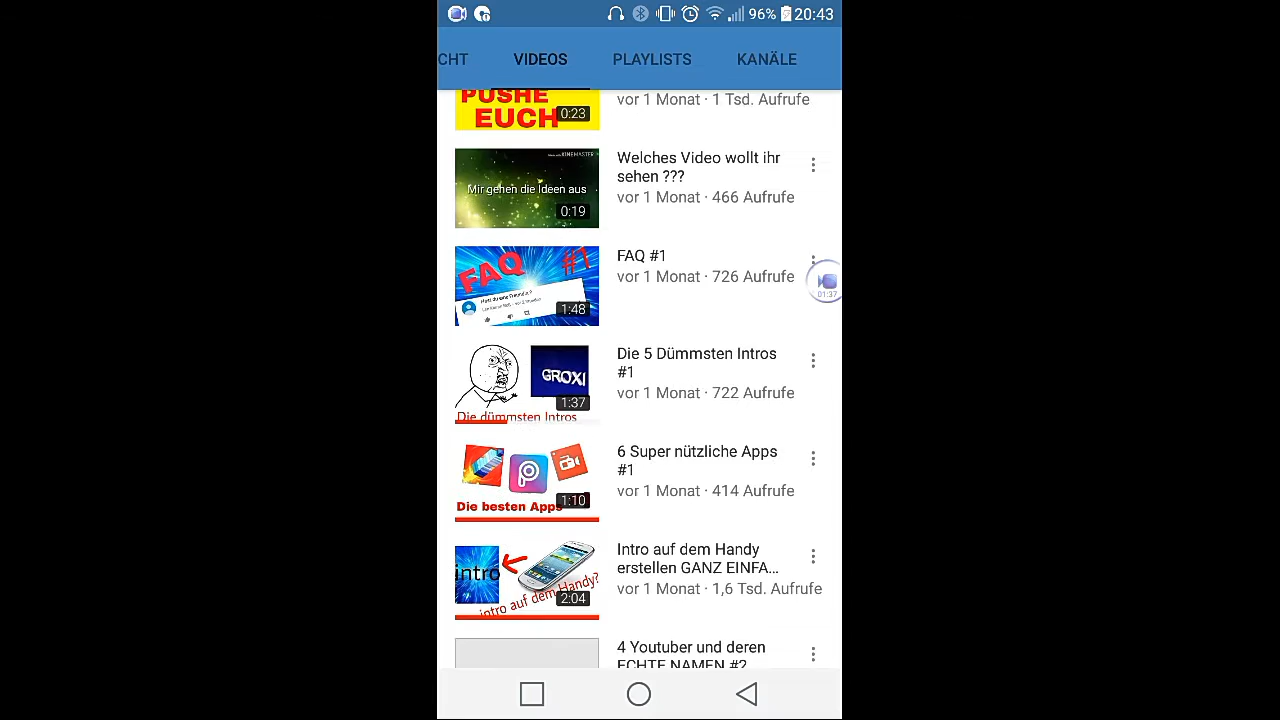 96% 20:43
CHT VIDEOS PLAYLISTS KANÄLE
PUSHE
EUCH
0:23
vor 1 Monat · 1 Tsd. Aufrufe
KINEMASTER
Mir gehen die Ideen aus
0:19
Welches Video wollt ihr
sehen ???
vor 1 Monat · 466 Aufrufe
FAQ #1
1:48
FAQ #1
vor 1 Monat · 726 Aufrufe
01:37
GROXI
1:37
Die dümmsten Intros
Die 5 Dümmsten Intros
#1
vor 1 Monat · 722 Aufrufe
1:10
Die besten Apps
6 Super nützliche Apps
#1
vor 1 Monat · 414 Aufrufe
intro
intro auf dem Handy?
2:04
Intro auf dem Handy
erstellen GANZ EINFA...
vor 1 Monat · 1,6 Tsd. Aufrufe
4 Youtuber und deren
ECHTE NAMEN #2